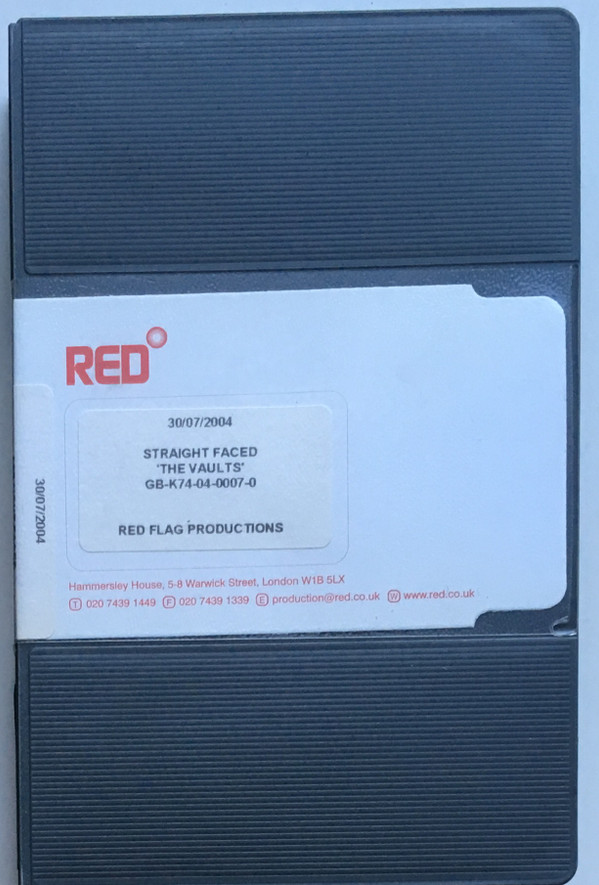 RED
30/07/2004
STRAIGHT FACED
'THE VAULTS'
GB-K74-04-0007-0
RED FLAG PRODUCTIONS
30/07/2004
Hammersley House, 5-8 Warwick Street, London W1B 5LX
T 020 7439 1449 F 020 7439 1339 E production@red.co.uk W www.red.co.uk